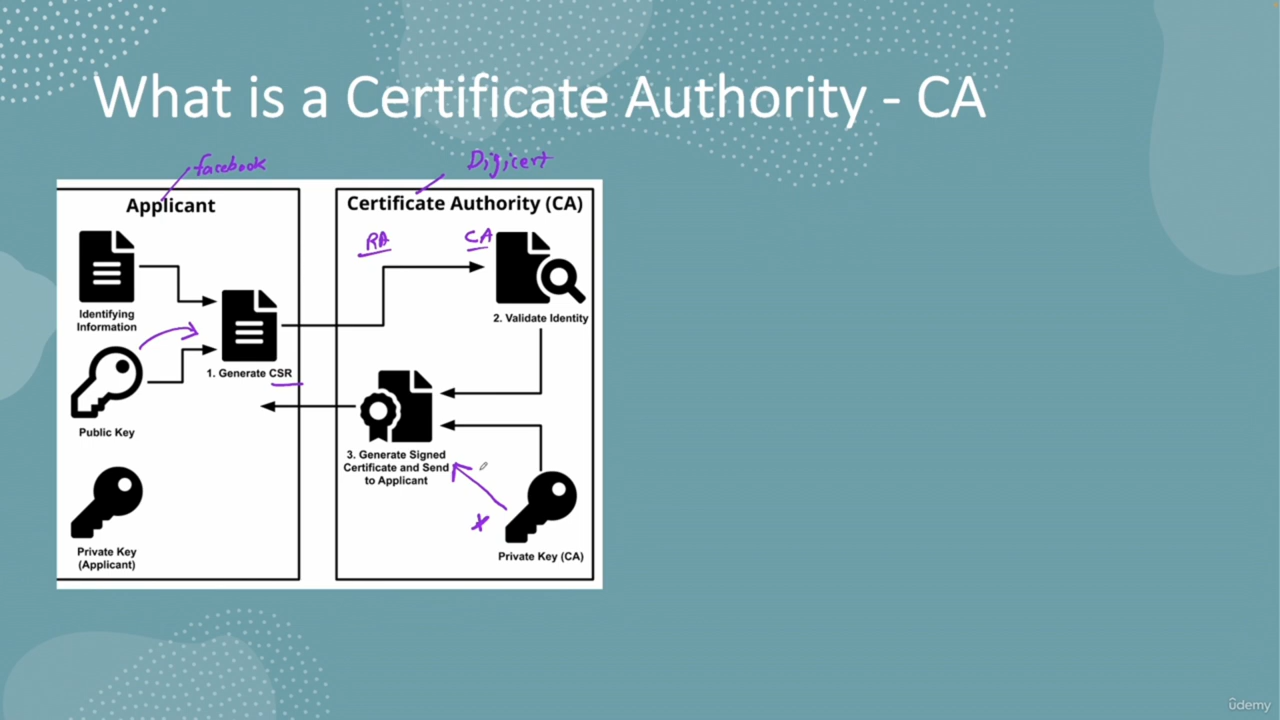 What is a Certificate Authority - CA
facebook
Digicert
Applicant
Identifying
Information
1. Generate CSR
Public Key
Private Key
(Applicant)
Certificate Authority (CA)
RA
CA
2. Validate Identity
3. Generate Signed
Certificate and Send
to Applicant
Private Key (CA)
ûdemy